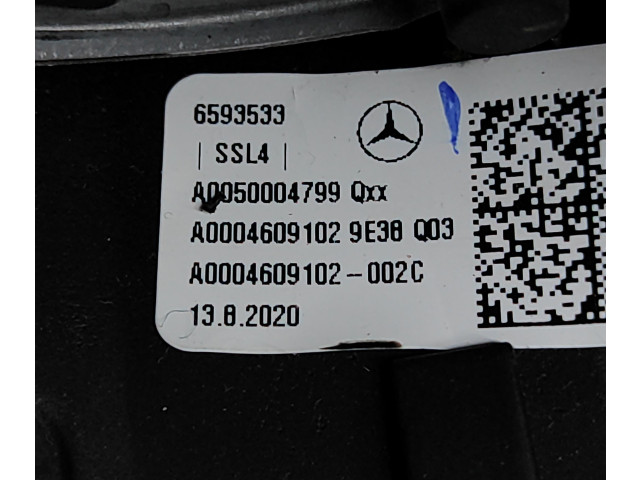 6593533
| SSL4 |
A0050004799 Qxx
A0004609102 9E38 Q03
A0004609102-002C
13.8.2020